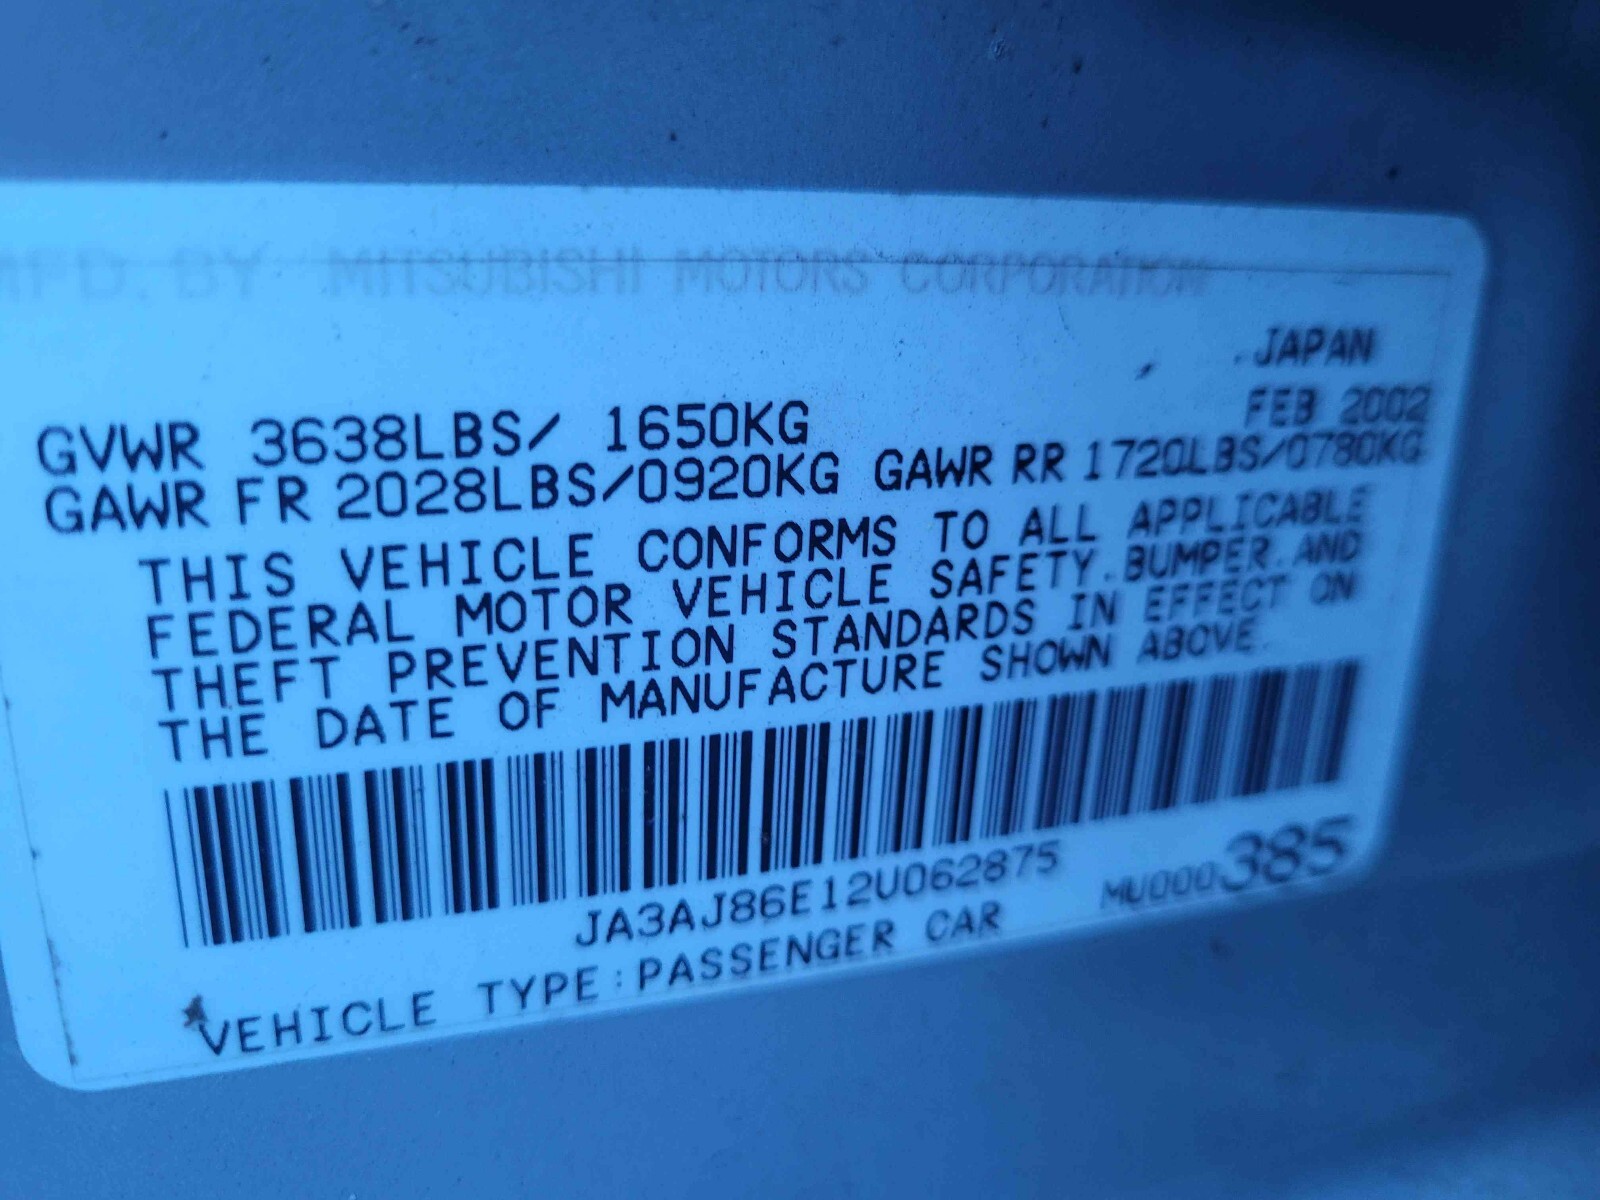 MFD. BY MITSUBISHI MOTORS CORPORATION
JAPAN
FEB 2002
GVWR 3638LBS/ 1650KG
GAWR FR 2028LBS/0920KG GAWR RR 1720LBS/0780KG
THIS VEHICLE CONFORMS TO ALL APPLICABLE
FEDERAL MOTOR VEHICLE SAFETY, BUMPER, AND
THEFT PREVENTION STANDARDS IN EFFECT ON
THE DATE OF MANUFACTURE SHOWN ABOVE.
JA3AJ86E12U062875
MU000385
VEHICLE TYPE:PASSENGER CAR